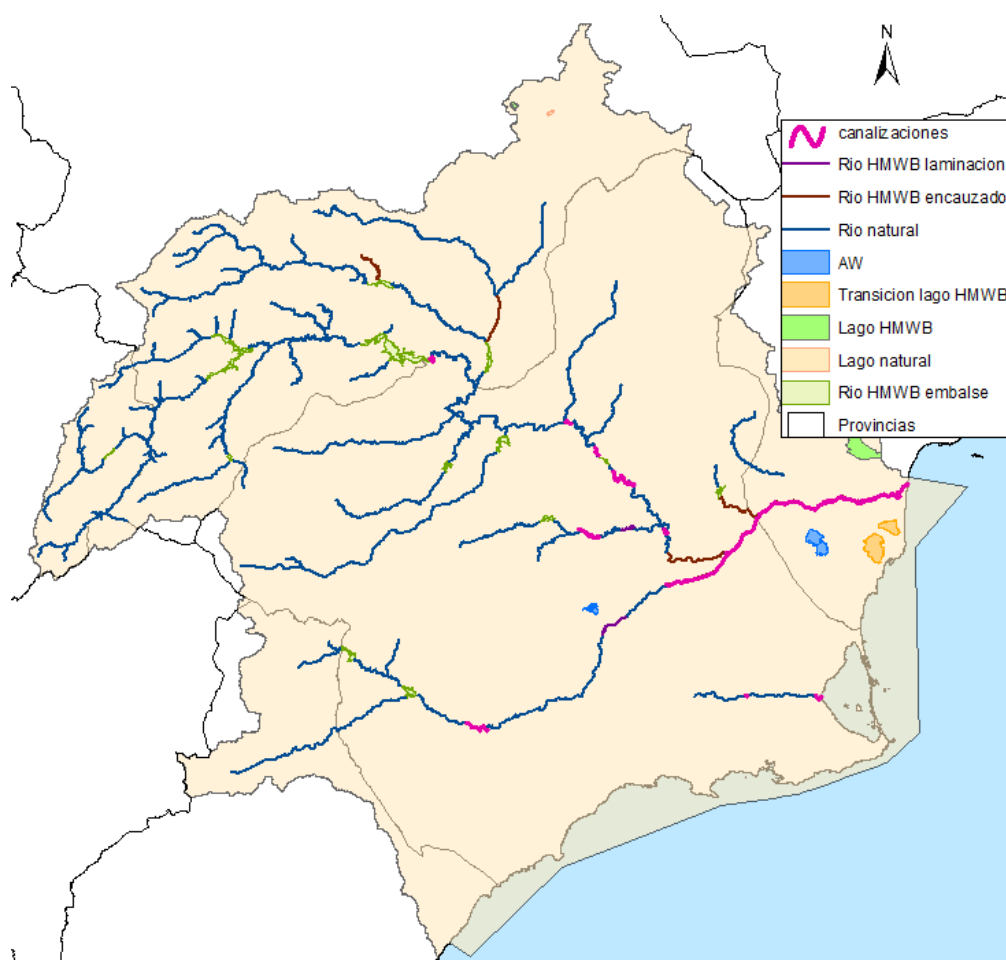 N
canalizaciones
Rio HMWB laminacion
Rio HMWB encauzado
Rio natural
AW
Transicion lago HMWB
Lago HMWB
Lago natural
Rio HMWB embalse
Provincias